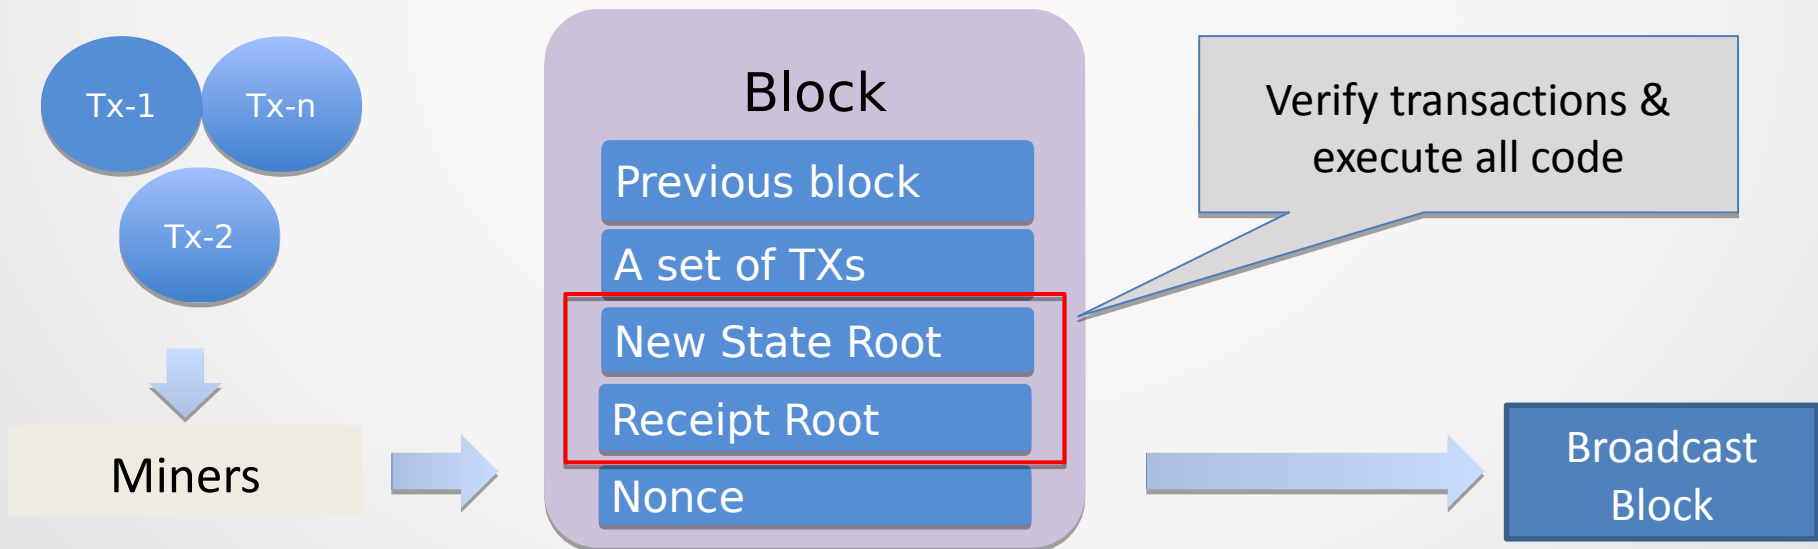 Tx-1
Tx-n
Tx-2
Miners
Block
Previous block
A set of TXs
New State Root
Receipt Root
Nonce
Verify transactions &
execute all code
Broadcast
Block